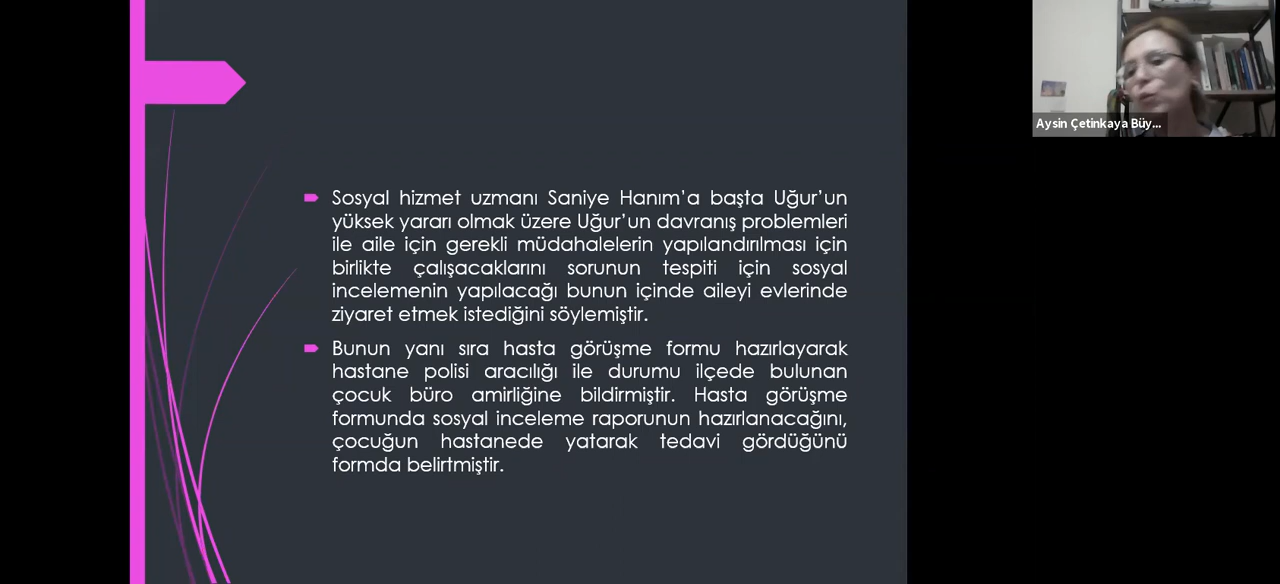 Sosyal hizmet uzmanı Saniye Hanım'a başta Uğur'un
yüksek yararı olmak üzere Uğur'un davranış problemleri
ile aile için gerekli müdahalelerin yapılandırılması için
birlikte çalışacaklarını sorunun tespiti için sosyal
incelemenin yapılacağı bunun içinde aileyi evlerinde
ziyaret etmek istediğini söylemiştir.
Bunun yanı sıra hasta görüşme formu hazırlayarak
hastane polisi aracılığı ile durumu ilçede bulunan
çocuk büro amirliğine bildirmiştir. Hasta görüşme
formunda sosyal inceleme raporunun hazırlanacağını,
çocuğun hastanede yatarak tedavi gördüğünü
formda belirtmiştir.
Aysin Çetinkaya Büy...